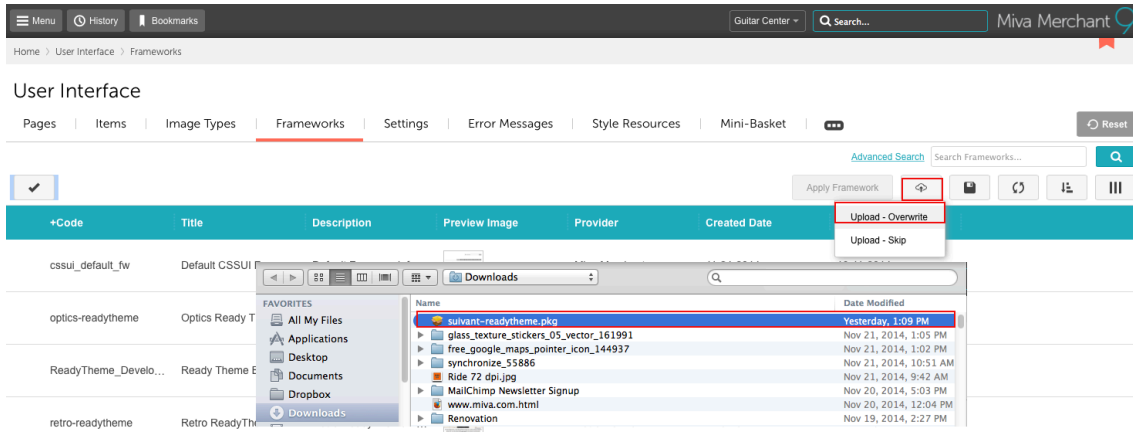 Menu History Bookmarks Guitar Center Search... Miva Merchant 9
Home > User Interface > Frameworks
User Interface
Pages Items Image Types Frameworks Settings Error Messages Style Resources Mini-Basket Reset
Advanced Search Search Frameworks...
Apply Framework
+Code Title Description Preview Image Provider Created Date
Upload - Overwrite
Upload - Skip
cssui_default_fw Default CSSUI
Downloads
FAVORITES Name Date Modified
All My Files suivant-readytheme.pkg Yesterday, 1:09 PM
optics-readytheme Optics Ready T
Applications glass_texture_stickers_05_vector_161991 Nov 21, 2014, 1:05 PM
Desktop free_google_maps_pointer_icon_144937 Nov 21, 2014, 1:02 PM
Documents synchronize_55886 Nov 21, 2014, 10:51 AM
ReadyTheme_Develo... Ready Theme
Ride 72 dpi.jpg Nov 21, 2014, 9:42 AM
Dropbox MailChimp Newsletter Signup Nov 20, 2014, 5:03 PM
Downloads www.miva.com.html Nov 20, 2014, 12:04 PM
Renovation Nov 19, 2014, 2:27 PM
retro-readytheme Retro ReadyTh